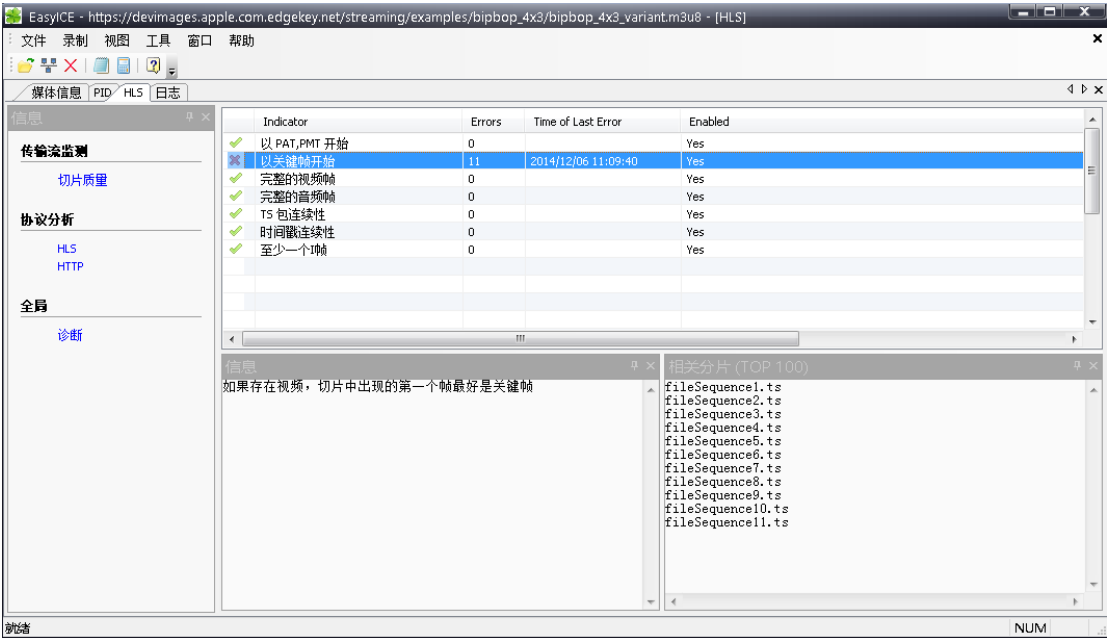 EasyICE - https://devimages.apple.com.edgekey.net/streaming/examples/bipbop_4x3/bipbop_4x3_variant.m3u8 - [HLS]
文件 录制 视图 工具 窗口 帮助
媒体信息 PID HLS 日志
信息
传输流监测
切片质量
协议分析
HLS
HTTP
全局
诊断
Indicator Errors Time of Last Error Enabled
以 PAT,PMT 开始 0 Yes
以关键帧开始 11 2014/12/06 11:09:40 Yes
完整的视频帧 0 Yes
完整的音频帧 0 Yes
TS 包连续性 0 Yes
时间戳连续性 0 Yes
至少一个I帧 0 Yes
信息
如果存在视频，切片中出现的第一个帧最好是关键帧
相关分片 (TOP 100)
fileSequence1.ts
fileSequence2.ts
fileSequence3.ts
fileSequence4.ts
fileSequence5.ts
fileSequence6.ts
fileSequence7.ts
fileSequence8.ts
fileSequence9.ts
fileSequence10.ts
fileSequence11.ts
就绪 NUM